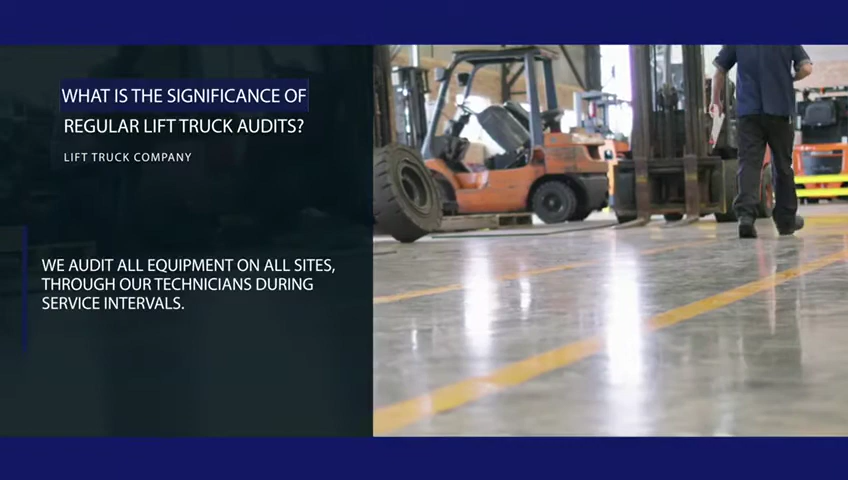 WHAT IS THE SIGNIFICANCE OF
REGULAR LIFT TRUCK AUDITS?
LIFT TRUCK COMPANY
WE AUDIT ALL EQUIPMENT ON ALL SITES,
THROUGH OUR TECHNICIANS DURING
SERVICE INTERVALS.